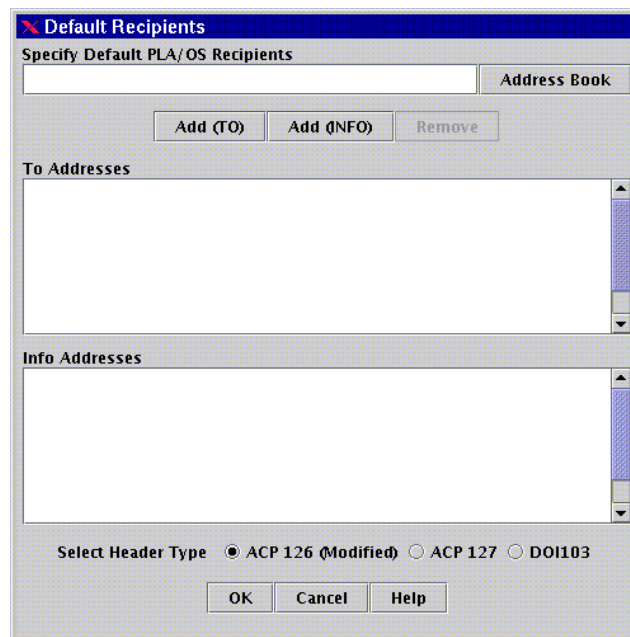 Default Recipients
Specify Default PLA/OS Recipients
Address Book
Add (TO) Add (INFO) Remove
To Addresses
Info Addresses
Select Header Type ACP 126 (Modified) ACP 127 DOI103
OK Cancel Help